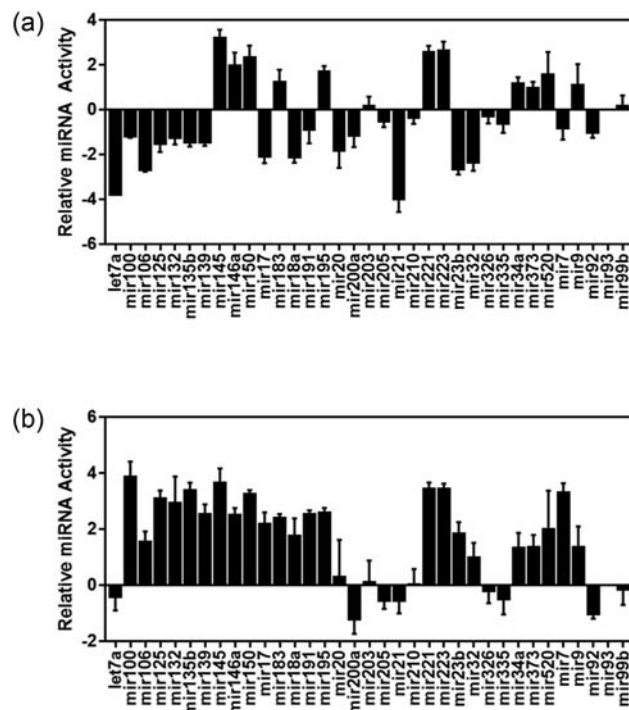 (a)
Relative miRNA Activity
4
2
0
-2
-4
-6
let7a
mir100
mir106
mir125
mir132
mir135b
mir139
mir145
mir146a
mir150
mir17
mir183
mir18a
mir191
mir195
mir20
mir200a
mir203
mir205
mir21
mir210
mir221
mir223
mir23b
mir32
mir326
mir335
mir34a
mir373
mir520
mir7
mir9
mir92
mir93
mir99b
(b)
Relative miRNA Activity
6
4
2
0
-2
let7a
mir100
mir106
mir125
mir132
mir135b
mir139
mir145
mir146a
mir150
mir17
mir183
mir18a
mir191
mir195
mir20
mir200a
mir203
mir205
mir21
mir210
mir221
mir223
mir23b
mir32
mir326
mir335
mir34a
mir373
mir520
mir7
mir9
mir92
mir93
mir99b